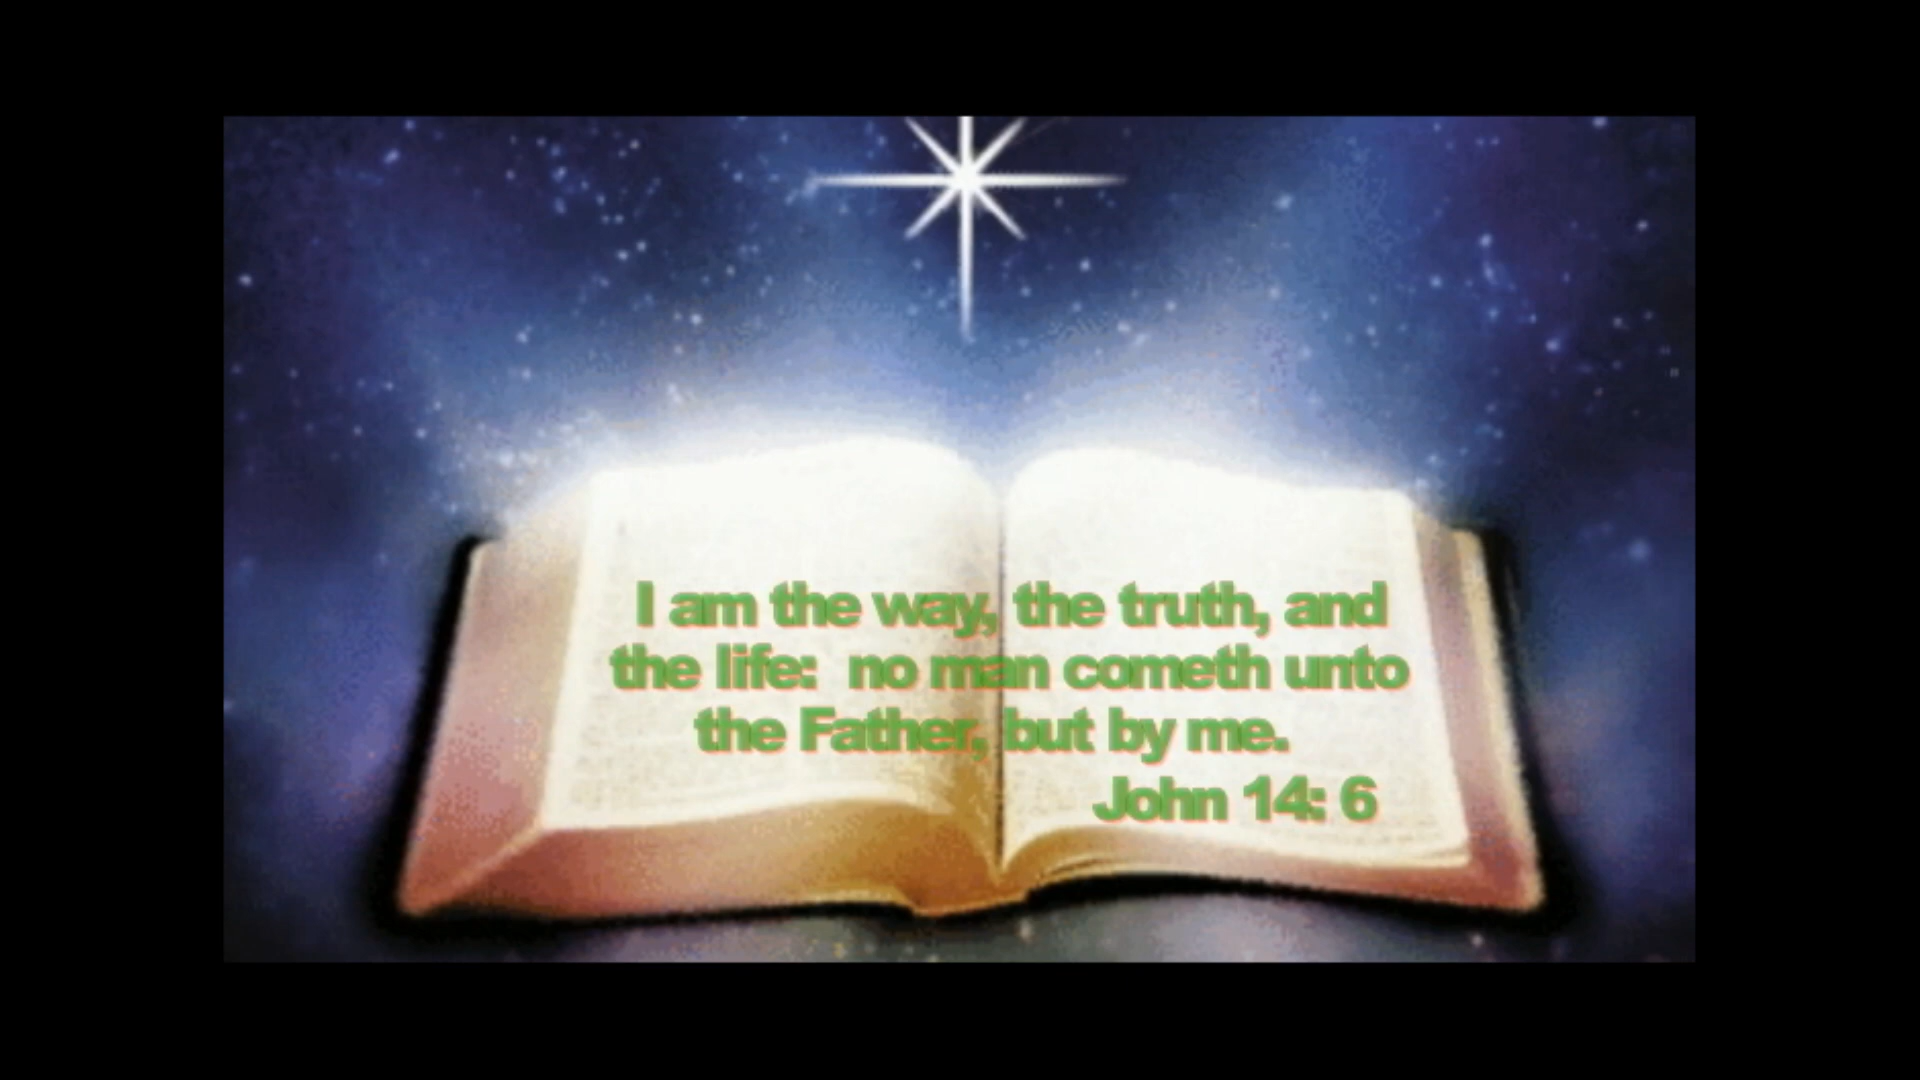 I am the way, the truth, and
the life:  no man cometh unto
the Father, but by me.
John 14: 6